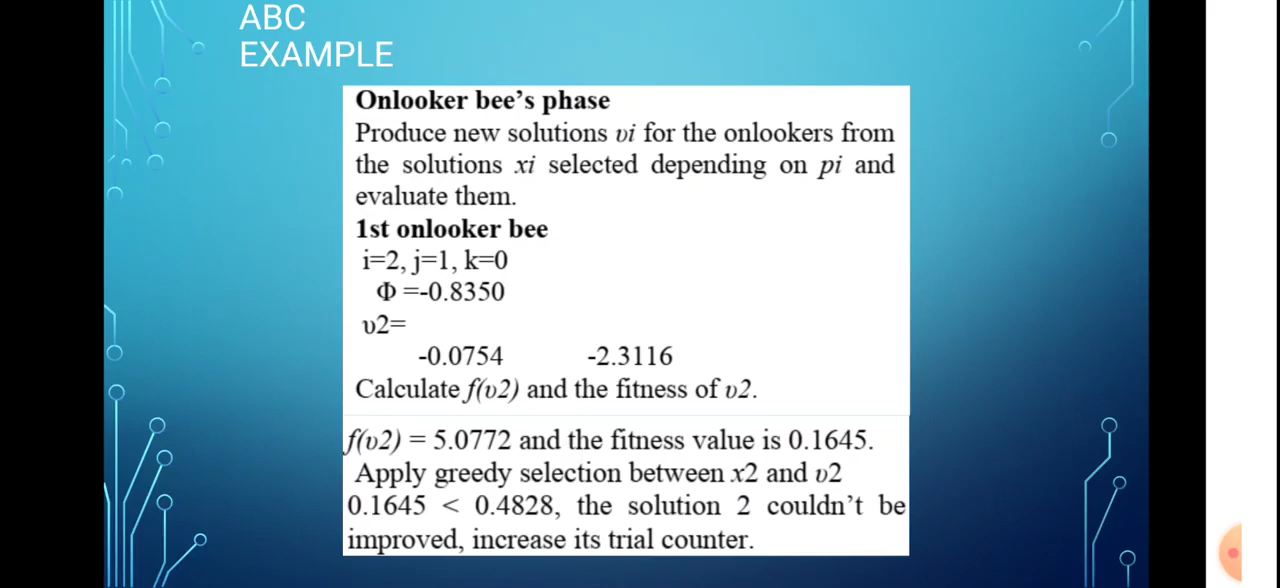 ABC
EXAMPLE
Onlooker bee’s phase
Produce new solutions υi for the onlookers from
the solutions xi selected depending on pi and
evaluate them.
1st onlooker bee
i=2, j=1, k=0
Φ =-0.8350
υ2=
-0.0754 -2.3116
Calculate f(υ2) and the fitness of υ2.
f(υ2) = 5.0772 and the fitness value is 0.1645.
Apply greedy selection between x2 and υ2
0.1645 < 0.4828, the solution 2 couldn’t be
improved, increase its trial counter.